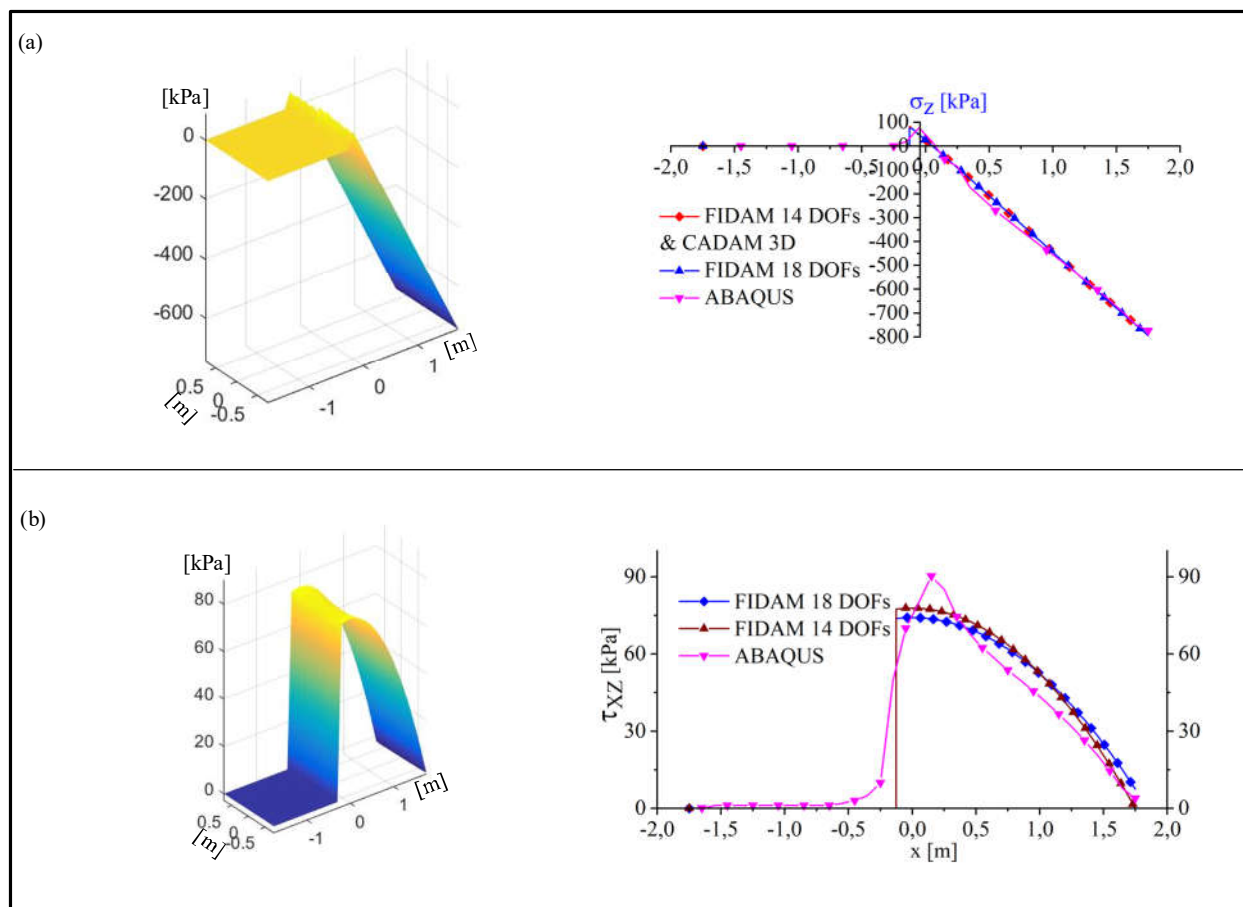 (a)
[kPa]
0
-200
-400
-600
0.5
0
-0.5
[m]
-1
0
1
[m]
σZ [kPa]
100
0
-100
-200
-300
-400
-500
-600
-700
-800
-2,0 -1,5 -1,0 -0,5 0,0 0,5 1,0 1,5 2,0
FIDAM 14 DOFs
& CADAM 3D
FIDAM 18 DOFs
ABAQUS
(b)
[kPa]
80
60
40
20
0
0.5
0
-0.5
[m]
-1
0
1
[m]
τXZ [kPa]
90
60
30
0
FIDAM 18 DOFs
FIDAM 14 DOFs
ABAQUS
90
60
30
0
-2,0 -1,5 -1,0 -0,5 0,0 0,5 1,0 1,5 2,0
x [m]